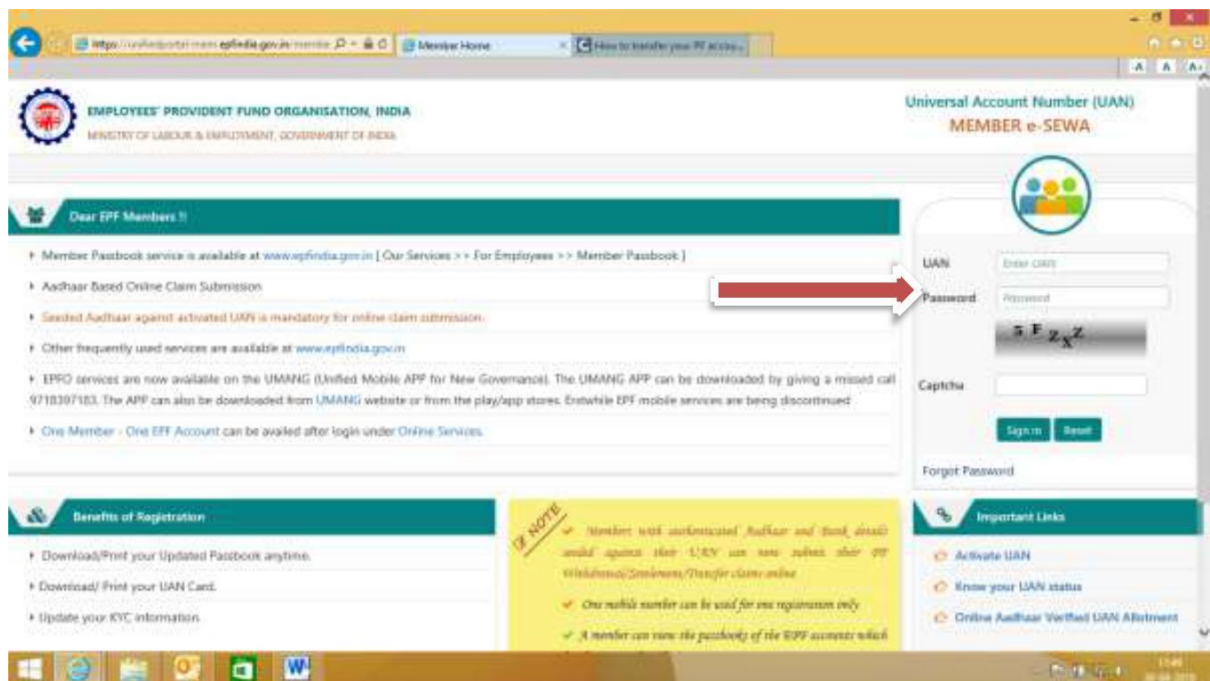 Member Home
How to transfer your PF accou...
-A A A+
EMPLOYEES' PROVIDENT FUND ORGANISATION, INDIA
MINISTRY OF LABOUR & EMPLOYMENT, GOVERNMENT OF INDIA
Universal Account Number (UAN)
MEMBER e-SEWA
Dear EPF Members !!
Member Passbook service is available at www.epfindia.gov.in [ Our Services >> For Employees >> Member Passbook ]
Aadhaar Based Online Claim Submission
Seeded Aadhaar against activated UAN is mandatory for online claim submission.
Other frequently used services are available at www.epfindia.gov.in
EPFO services are now available on the UMANG (Unified Mobile APP for New Governance). The UMANG APP can be downloaded by giving a missed call
9718397183. The APP can also be downloaded from UMANG website or from the play/app stores. Erstwhile EPF mobile services are being discontinued
One Member - One EPF Account can be availed after login under Online Services.
UAN
Enter UAN
Password
Password
5 F Z X Z
Captcha
Sign in Reset
Forgot Password
Benefits of Registration
Download/Print your Updated Passbook anytime.
Download/ Print your UAN Card.
Update your KYC information.
NOTE
Members with authenticated Aadhaar and Bank details
seeded against their UAN can now submit their PF
Withdrawal/Settlement/Transfer claims online
One mobile number can be used for one registration only
A member can view the passbooks of the EPF accounts which
Important Links
Activate UAN
Know your UAN status
Online Aadhaar Verified UAN Allotment